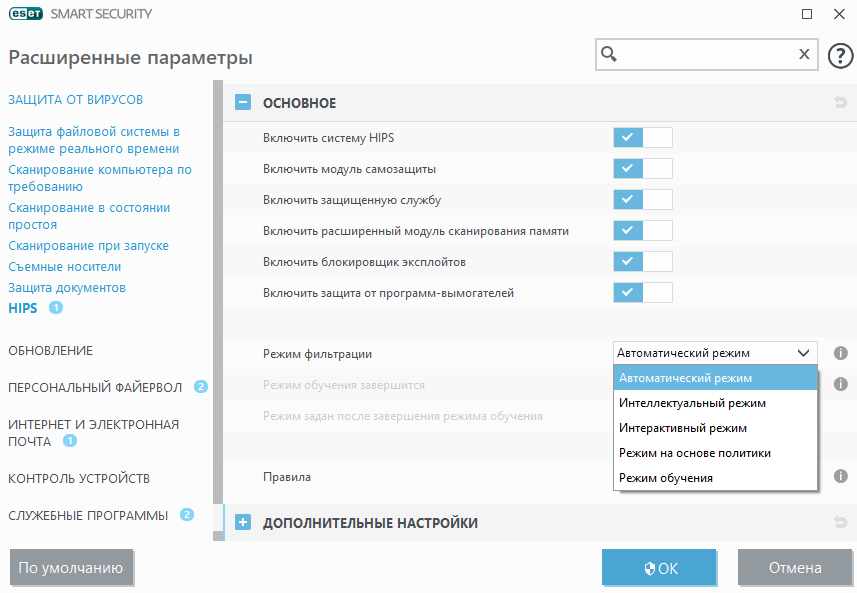 eset SMART SECURITY
Расширенные параметры
ЗАЩИТА ОТ ВИРУСОВ
Защита файловой системы в
режиме реального времени
Сканирование компьютера по
требованию
Сканирование в состоянии
простоя
Сканирование при запуске
Съемные носители
Защита документов
HIPS 1
ОБНОВЛЕНИЕ
ПЕРСОНАЛЬНЫЙ ФАЙЕРВОЛ 2
ИНТЕРНЕТ И ЭЛЕКТРОННАЯ
ПОЧТА 1
КОНТРОЛЬ УСТРОЙСТВ
СЛУЖЕБНЫЕ ПРОГРАММЫ 2
ОСНОВНОЕ
Включить систему HIPS
Включить модуль самозащиты
Включить защищенную службу
Включить расширенный модуль сканирования памяти
Включить блокировщик эксплойтов
Включить защита от программ-вымогателей
Режим фильтрации
Автоматический режим
Автоматический режим
Интеллектуальный режим
Интерактивный режим
Режим на основе политики
Режим обучения
Режим обучения завершится
Режим задан после завершения режима обучения
Правила
ДОПОЛНИТЕЛЬНЫЕ НАСТРОЙКИ
По умолчанию
OK
Отмена